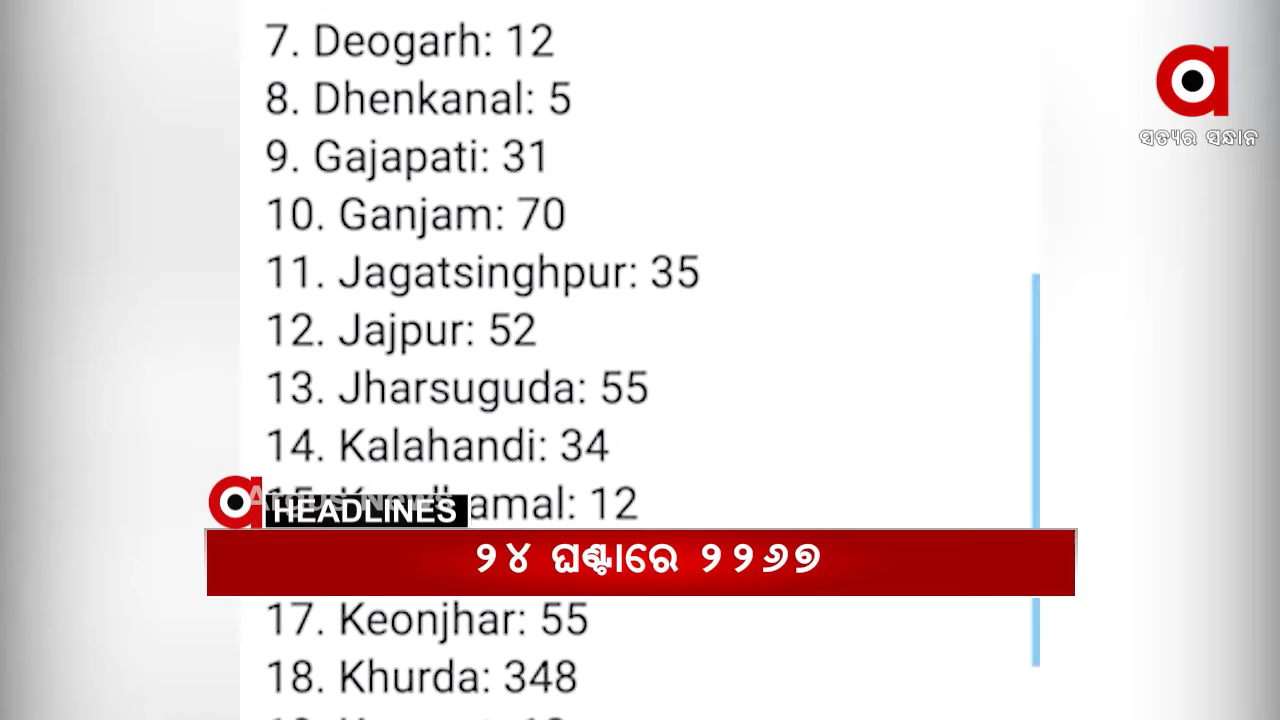 7. Deogarh: 12
8. Dhenkanal: 5
9. Gajapati: 31
10. Ganjam: 70
11. Jagatsinghpur: 35
12. Jajpur: 52
13. Jharsuguda: 55
14. Kalahandi: 34
amal: 12
17. Keonjhar: 55
18. Khurda: 348
ସତ୍ୟର ସନ୍ଧାନ
Argus News
HEADLINES
୨୪ ଘଣ୍ଟାରେ ୨୨୬୭